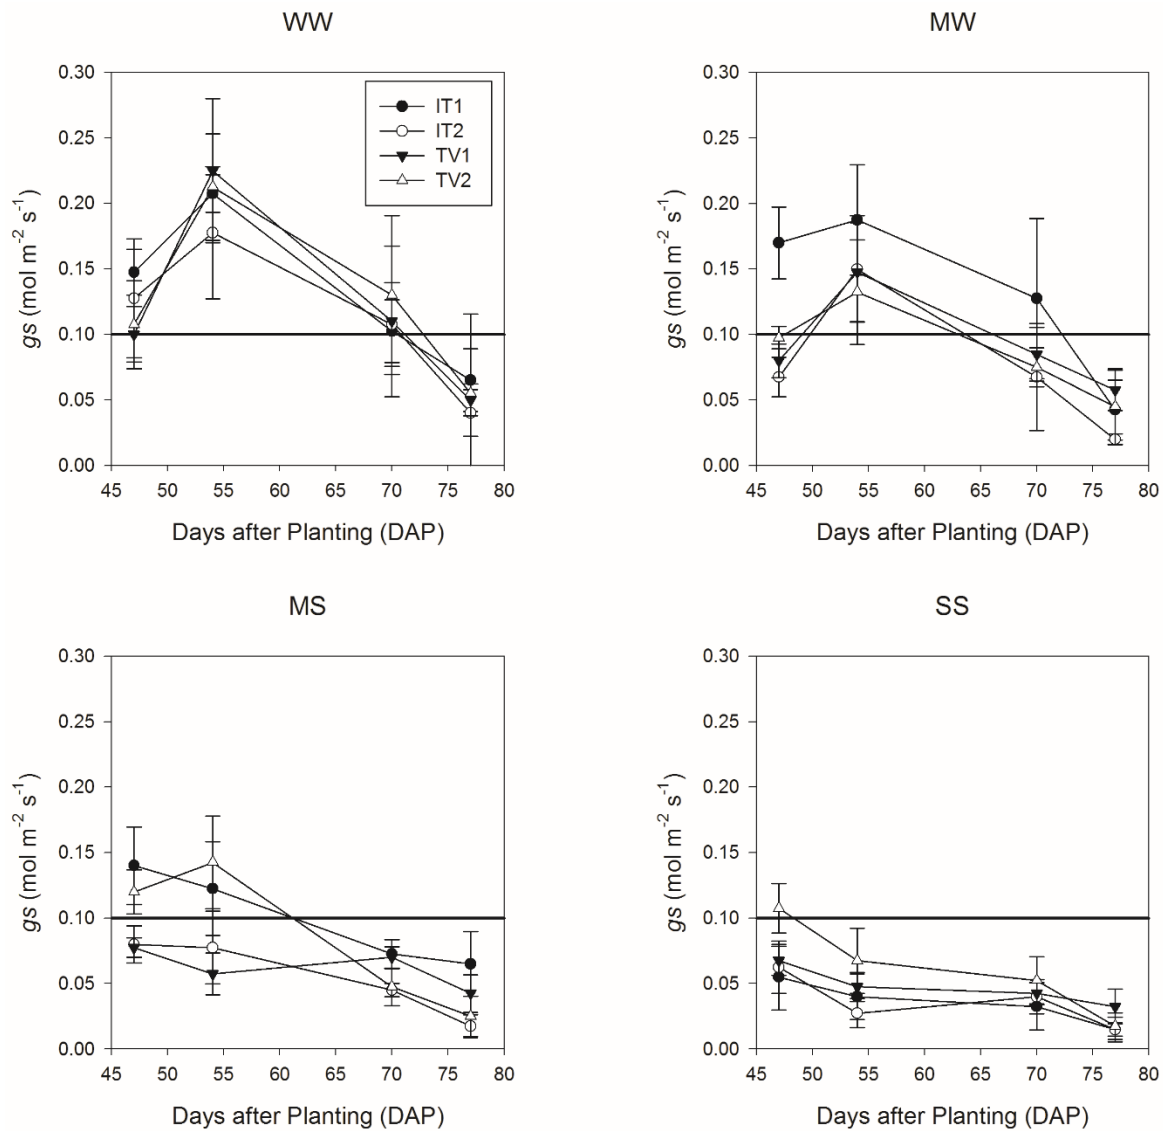 WW
MW
0.30
0.25
0.20
0.15
0.10
0.05
0.00
gs (mol m⁻² s⁻¹)
IT1
IT2
TV1
TV2
45 50 55 60 65 70 75 80
Days after Planting (DAP)
0.30
0.25
0.20
0.15
0.10
0.05
0.00
gs (mol m⁻² s⁻¹)
45 50 55 60 65 70 75 80
Days after Planting (DAP)
MS
SS
0.30
0.25
0.20
0.15
0.10
0.05
0.00
gs (mol m⁻² s⁻¹)
45 50 55 60 65 70 75 80
Days after Planting (DAP)
0.30
0.25
0.20
0.15
0.10
0.05
0.00
gs (mol m⁻² s⁻¹)
45 50 55 60 65 70 75 80
Days after Planting (DAP)